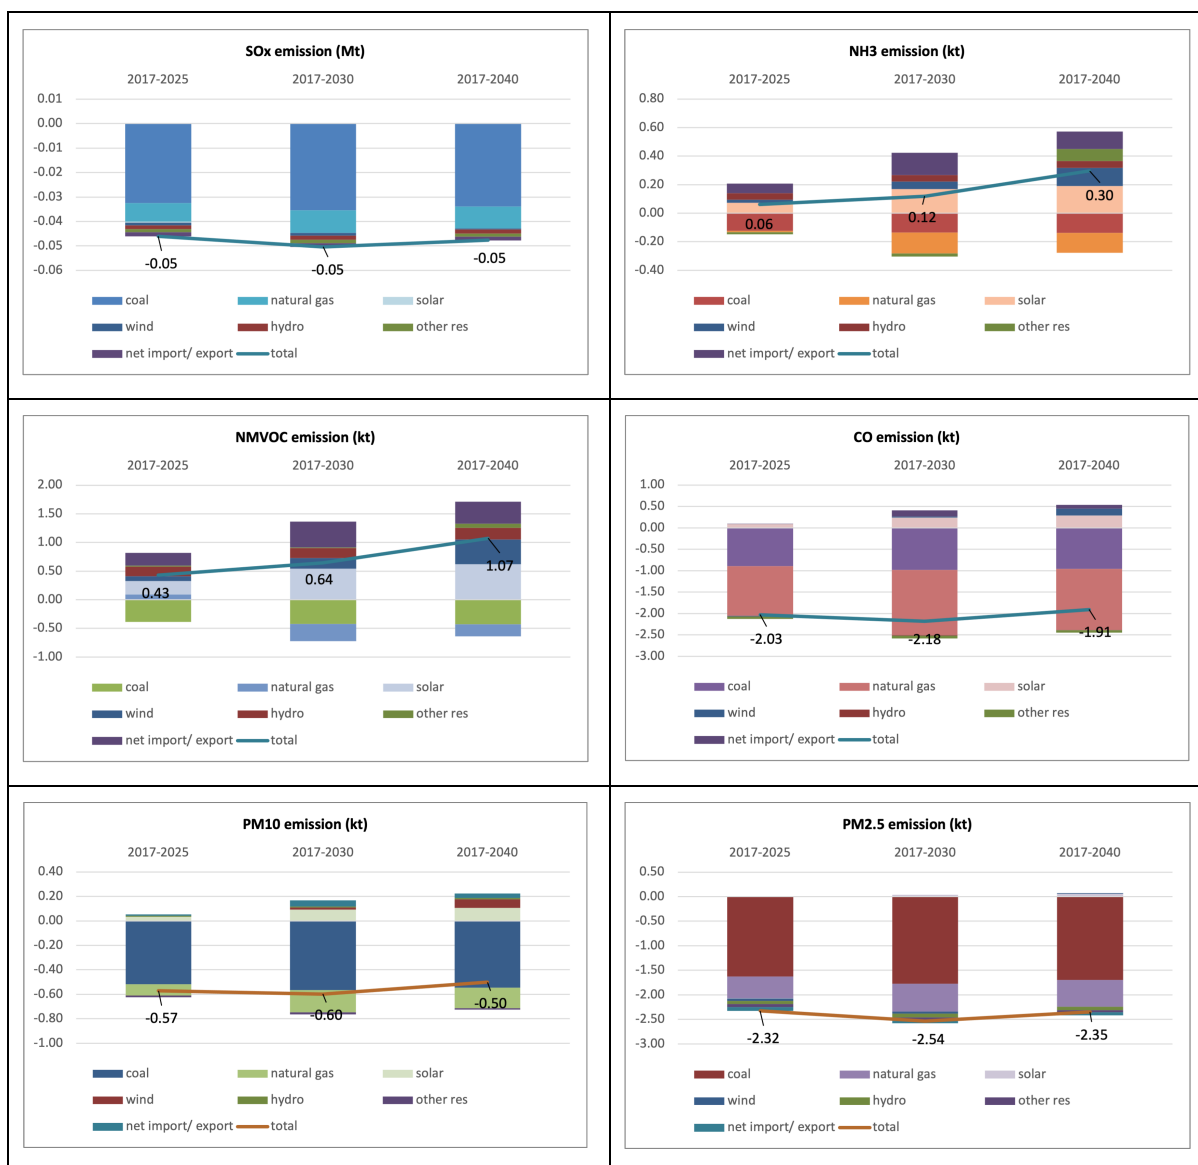 SOx emission (Mt)
2017-2025 2017-2030 2017-2040
0.01
0.00
-0.01
-0.02
-0.03
-0.04
-0.05
-0.06
-0.05 -0.05 -0.05
coal natural gas solar
wind hydro other res
net import/ export total
NH3 emission (kt)
2017-2025 2017-2030 2017-2040
0.80
0.60
0.40
0.20
0.00
-0.20
-0.40
0.06 0.12 0.30
coal natural gas solar
wind hydro other res
net import/ export total
NMVOC emission (kt)
2017-2025 2017-2030 2017-2040
2.00
1.50
1.00
0.50
0.00
-0.50
-1.00
0.43 0.64 1.07
coal natural gas solar
wind hydro other res
net import/ export total
CO emission (kt)
2017-2025 2017-2030 2017-2040
1.00
0.50
0.00
-0.50
-1.00
-1.50
-2.00
-2.50
-3.00
-2.03 -2.18 -1.91
coal natural gas solar
wind hydro other res
net import/ export total
PM10 emission (kt)
2017-2025 2017-2030 2017-2040
0.40
0.20
0.00
-0.20
-0.40
-0.60
-0.80
-1.00
-0.57 -0.60 -0.50
coal natural gas solar
wind hydro other res
net import/ export total
PM2.5 emission (kt)
2017-2025 2017-2030 2017-2040
0.50
0.00
-0.50
-1.00
-1.50
-2.00
-2.50
-3.00
-2.32 -2.54 -2.35
coal natural gas solar
wind hydro other res
net import/ export total